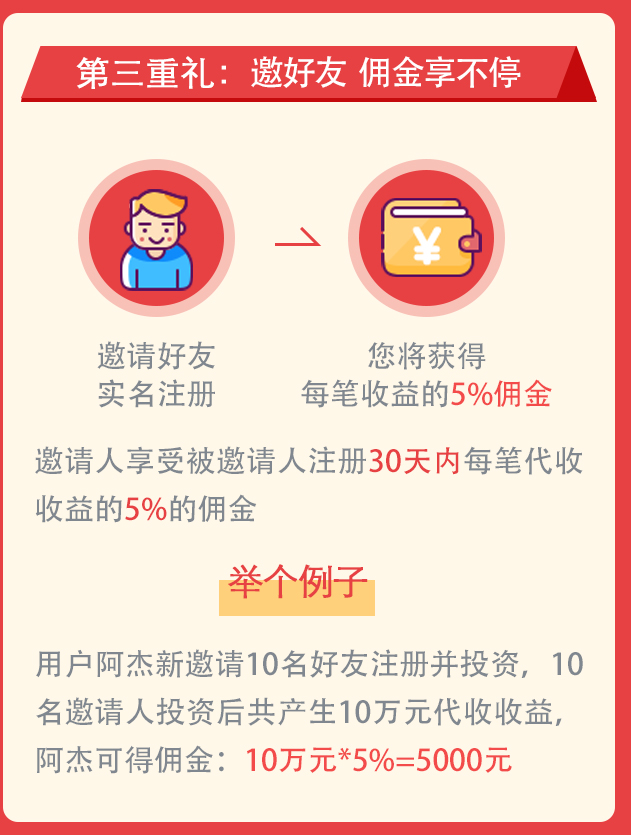 第三重礼：邀好友 佣金享不停
¥
邀请好友
实名注册
您将获得
每笔收益的5%佣金
邀请人享受被邀请人注册30天内每笔代收
收益的5%的佣金
举个例子
用户阿杰新邀请10名好友注册并投资，10
名邀请人投资后共产生10万元代收收益，
阿杰可得佣金：10万元*5%=5000元